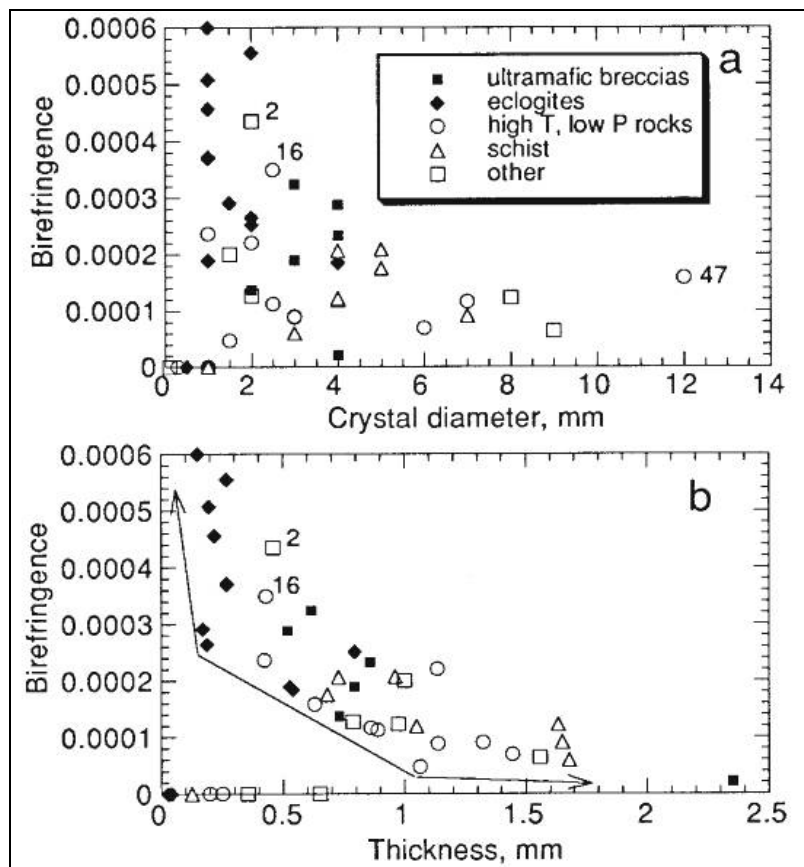 a
ultramafic breccias
eclogites
high T, low P rocks
schist
other
0.0006
0.0005
0.0004
0.0003
0.0002
0.0001
0
Birefringence
2
16
47
0 2 4 6 8 10 12 14
Crystal diameter, mm
b
0.0006
0.0005
0.0004
0.0003
0.0002
0.0001
0
Birefringence
2
16
0 0.5 1 1.5 2 2.5
Thickness, mm